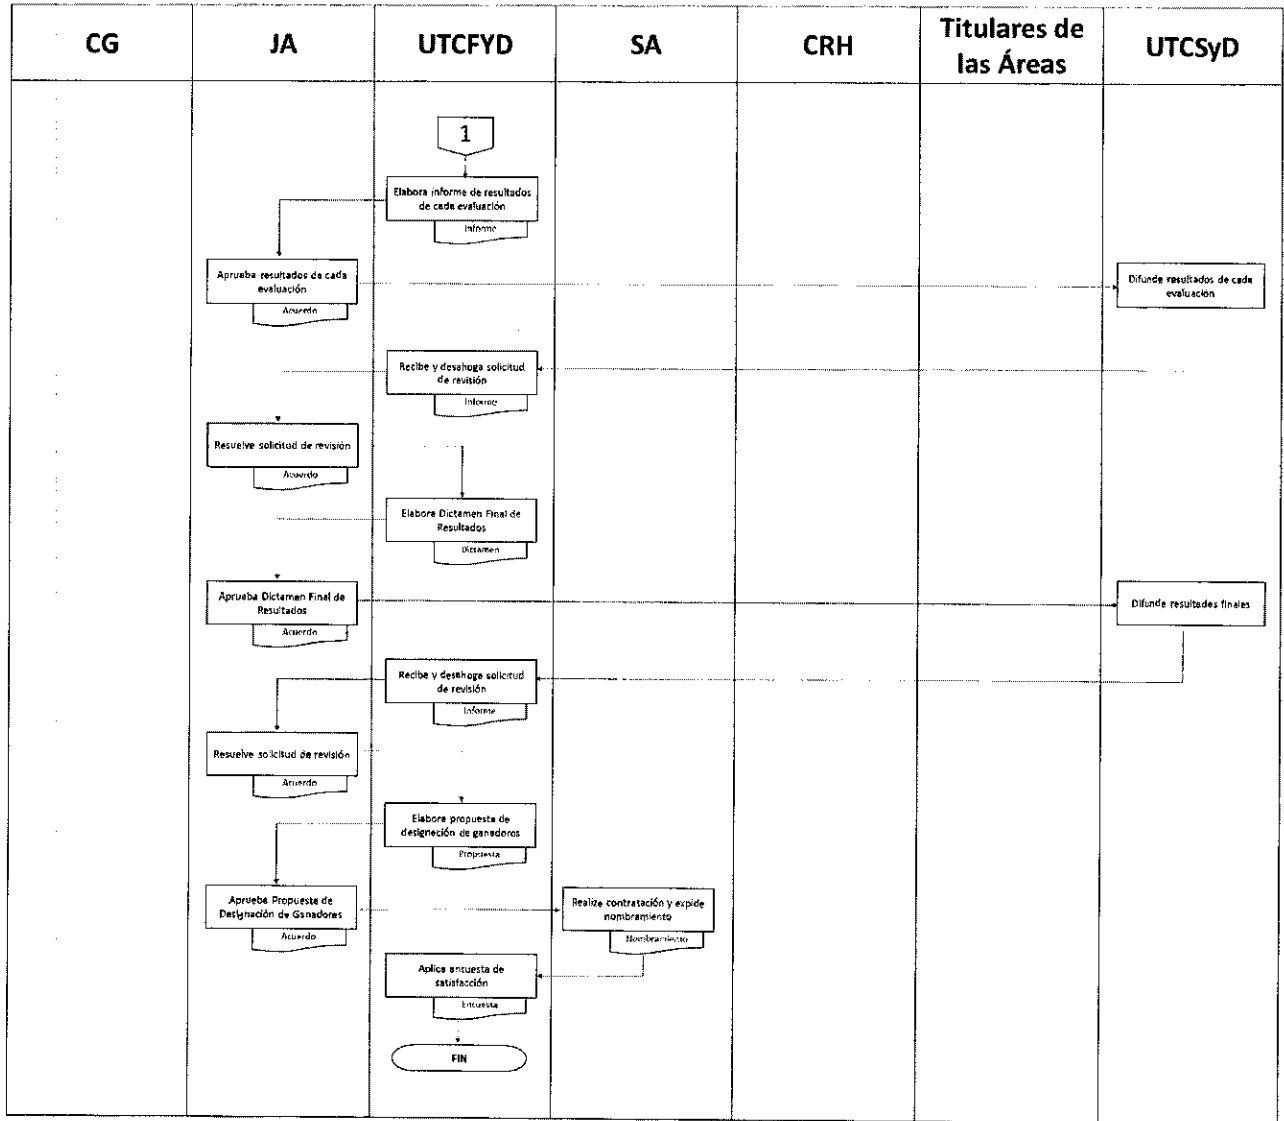 CG
JA
UTCFYD
SA
CRH
Titulares de
las Áreas
UTCSyD
1
Elabora informe de resultados
de cada evaluación
Informe
Aprueba resultados de cada
evaluación
Acuerdo
Difunde resultados de cada
evaluación
Recibe y desahoga solicitud
de revisión
Informe
Resuelve solicitud de revisión
Acuerdo
Elabora Dictamen Final de
Resultados
Dictamen
Aprueba Dictamen Final de
Resultados
Acuerdo
Difunde resultados finales
Recibe y desahoga solicitud
de revisión
Informe
Resuelve solicitud de revisión
Acuerdo
Elabora propuesta de
designación de ganadores
Propuesta
Aprueba Propuesta de
Designación de Ganadores
Acuerdo
Realiza contratación y expide
nombramiento
Nombramiento
Aplica encuesta de
satisfacción
Encuesta
FIN